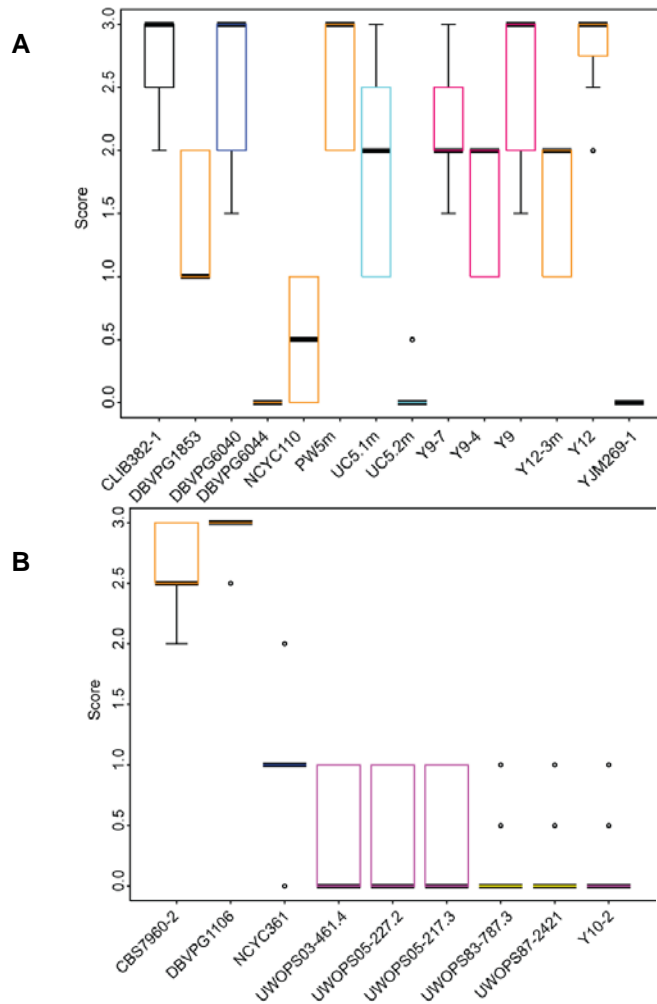 A
Score
3.0
2.5
2.0
1.5
1.0
0.5
0.0
CLIB382-1
DBVPG1853
DBVPG6040
DBVPG6044
NCYC110
PW5m
UC5.1m
UC5.2m
Y9-7
Y9-4
Y9
Y12-3m
Y12
YJM269-1
B
Score
3.0
2.5
2.0
1.5
1.0
0.5
0.0
CBS7960-2
DBVPG1106
NCYC361
UWOPS03-461.4
UWOPS05-227.2
UWOPS05-217.3
UWOPS83-787.3
UWOPS87-2421
Y10-2